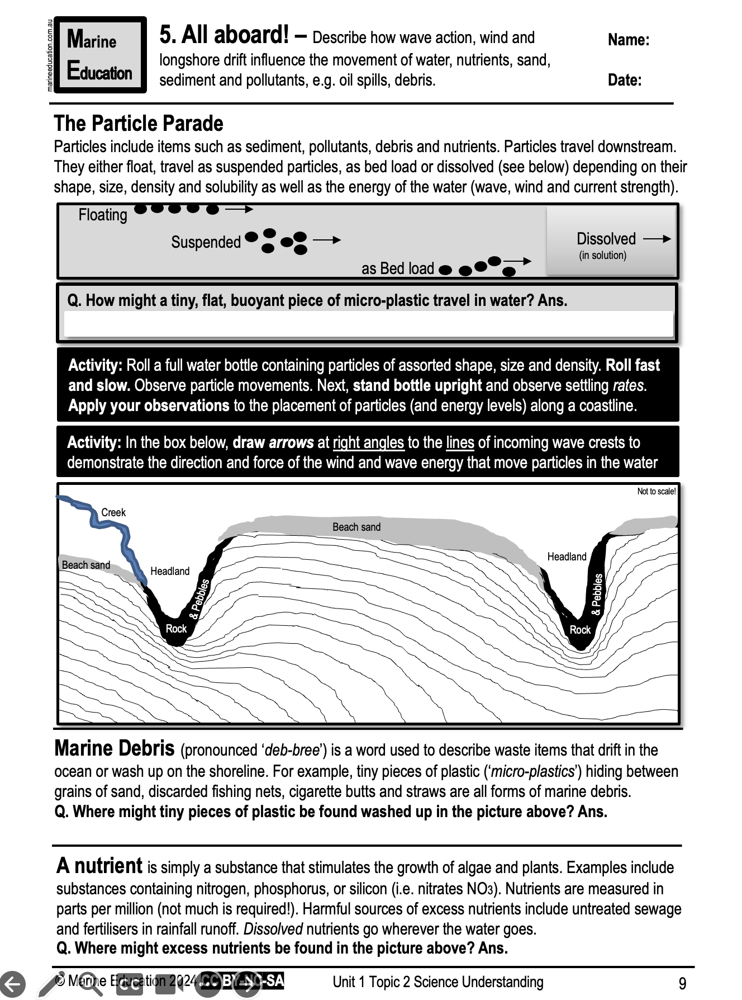 marineeducation.com.au
Marine
Education
5. All aboard! – Describe how wave action, wind and
longshore drift influence the movement of water, nutrients, sand,
sediment and pollutants, e.g. oil spills, debris.
Name:
Date:
The Particle Parade
Particles include items such as sediment, pollutants, debris and nutrients. Particles travel downstream.
They either float, travel as suspended particles, as bed load or dissolved (see below) depending on their
shape, size, density and solubility as well as the energy of the water (wave, wind and current strength).
Floating
Suspended
as Bed load
Dissolved
(in solution)
Q. How might a tiny, flat, buoyant piece of micro-plastic travel in water? Ans.
Activity: Roll a full water bottle containing particles of assorted shape, size and density. Roll fast
and slow. Observe particle movements. Next, stand bottle upright and observe settling rates.
Apply your observations to the placement of particles (and energy levels) along a coastline.
Activity: In the box below, draw arrows at right angles to the lines of incoming wave crests to
demonstrate the direction and force of the wind and wave energy that move particles in the water
Not to scale!
Creek
Beach sand
Beach sand
Headland
Headland
& Pebbles
Rock
& Pebbles
Rock
Marine Debris (pronounced ‘deb-bree’) is a word used to describe waste items that drift in the
ocean or wash up on the shoreline. For example, tiny pieces of plastic (‘micro-plastics’) hiding between
grains of sand, discarded fishing nets, cigarette butts and straws are all forms of marine debris.
Q. Where might tiny pieces of plastic be found washed up in the picture above? Ans.
A nutrient is simply a substance that stimulates the growth of algae and plants. Examples include
substances containing nitrogen, phosphorus, or silicon (i.e. nitrates NO3). Nutrients are measured in
parts per million (not much is required!). Harmful sources of excess nutrients include untreated sewage
and fertilisers in rainfall runoff. Dissolved nutrients go wherever the water goes.
Q. Where might excess nutrients be found in the picture above? Ans.
© Marine Education 2024 CC BY-NC-SA
CC
Unit 1 Topic 2 Science Understanding
9